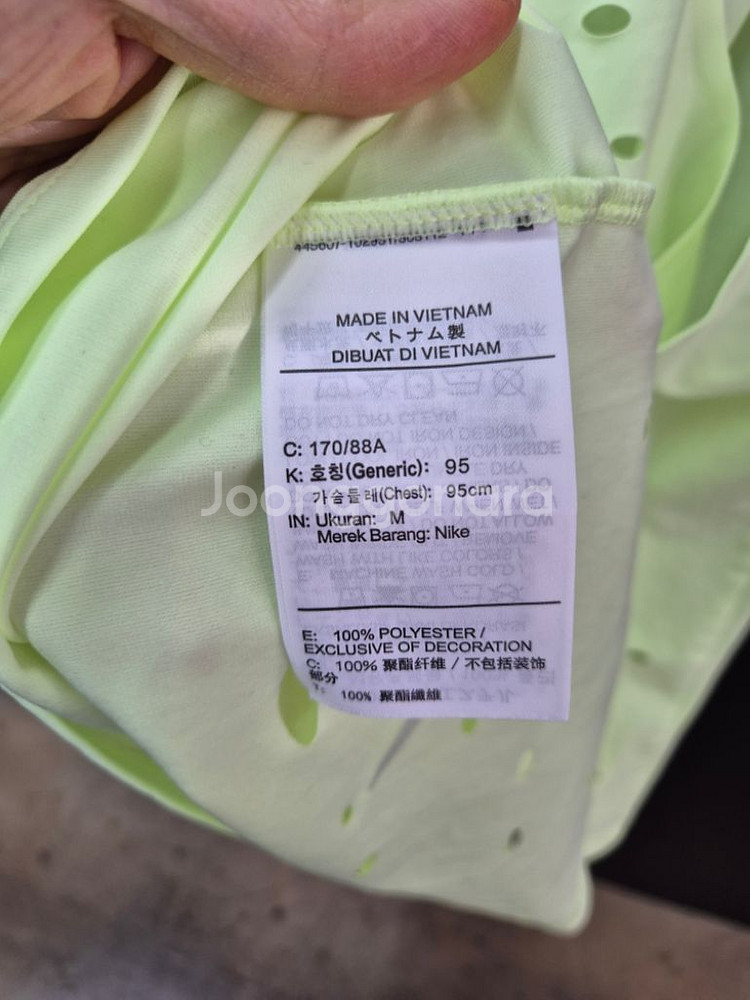 MADE IN VIETNAM
ベトナム製
DIBUAT DI VIETNAM
C: 170/88A
K: 호칭(Generic): 95
가슴둘레(Chest): 95cm
Joonggonara
IN: Ukuran: M
Merek Barang: Nike
E: 100% POLYESTER /
EXCLUSIVE OF DECORATION
C: 100% 聚酯纤维 / 不包括装饰
部分
100% 聚酯纖維